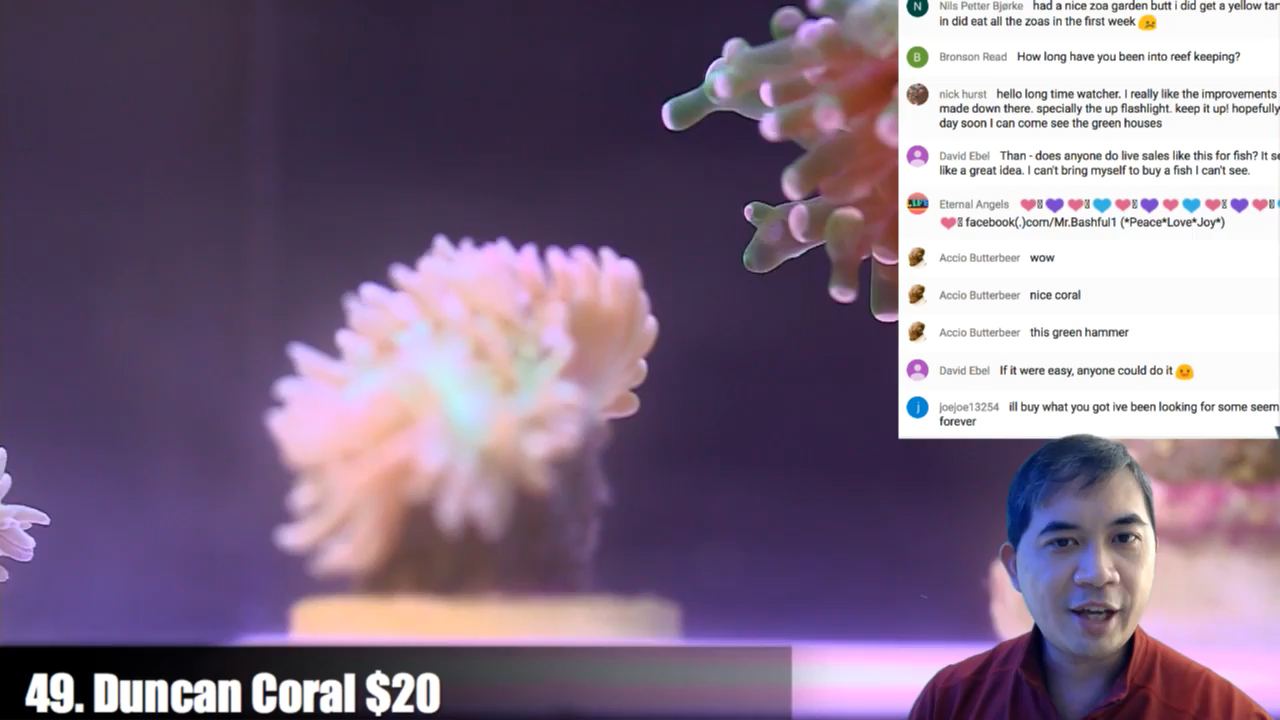 N Nils Petter Bjørke had a nice zoa garden butt i did get a yellow
in did eat all the zoas in the first week
B Bronson Read How long have you been into reef keeping?
nick hurst hello long time watcher. I really like the improvements
made down there. specially the up flashlight. keep it up! hopefully
day soon I can come see the green houses
David Ebel Than - does anyone do live sales like this for fish? It
like a great idea. I can't bring myself to buy a fish I can't see.
LIFE Eternal Angels
facebook(.)com/Mr.Bashful1 (*Peace*Love*Joy*)
Accio Butterbeer wow
Accio Butterbeer nice coral
Accio Butterbeer this green hammer
David Ebel If it were easy, anyone could do it
j joejoe13254 ill buy what you got ive been looking for some seem
forever
49. Duncan Coral $20